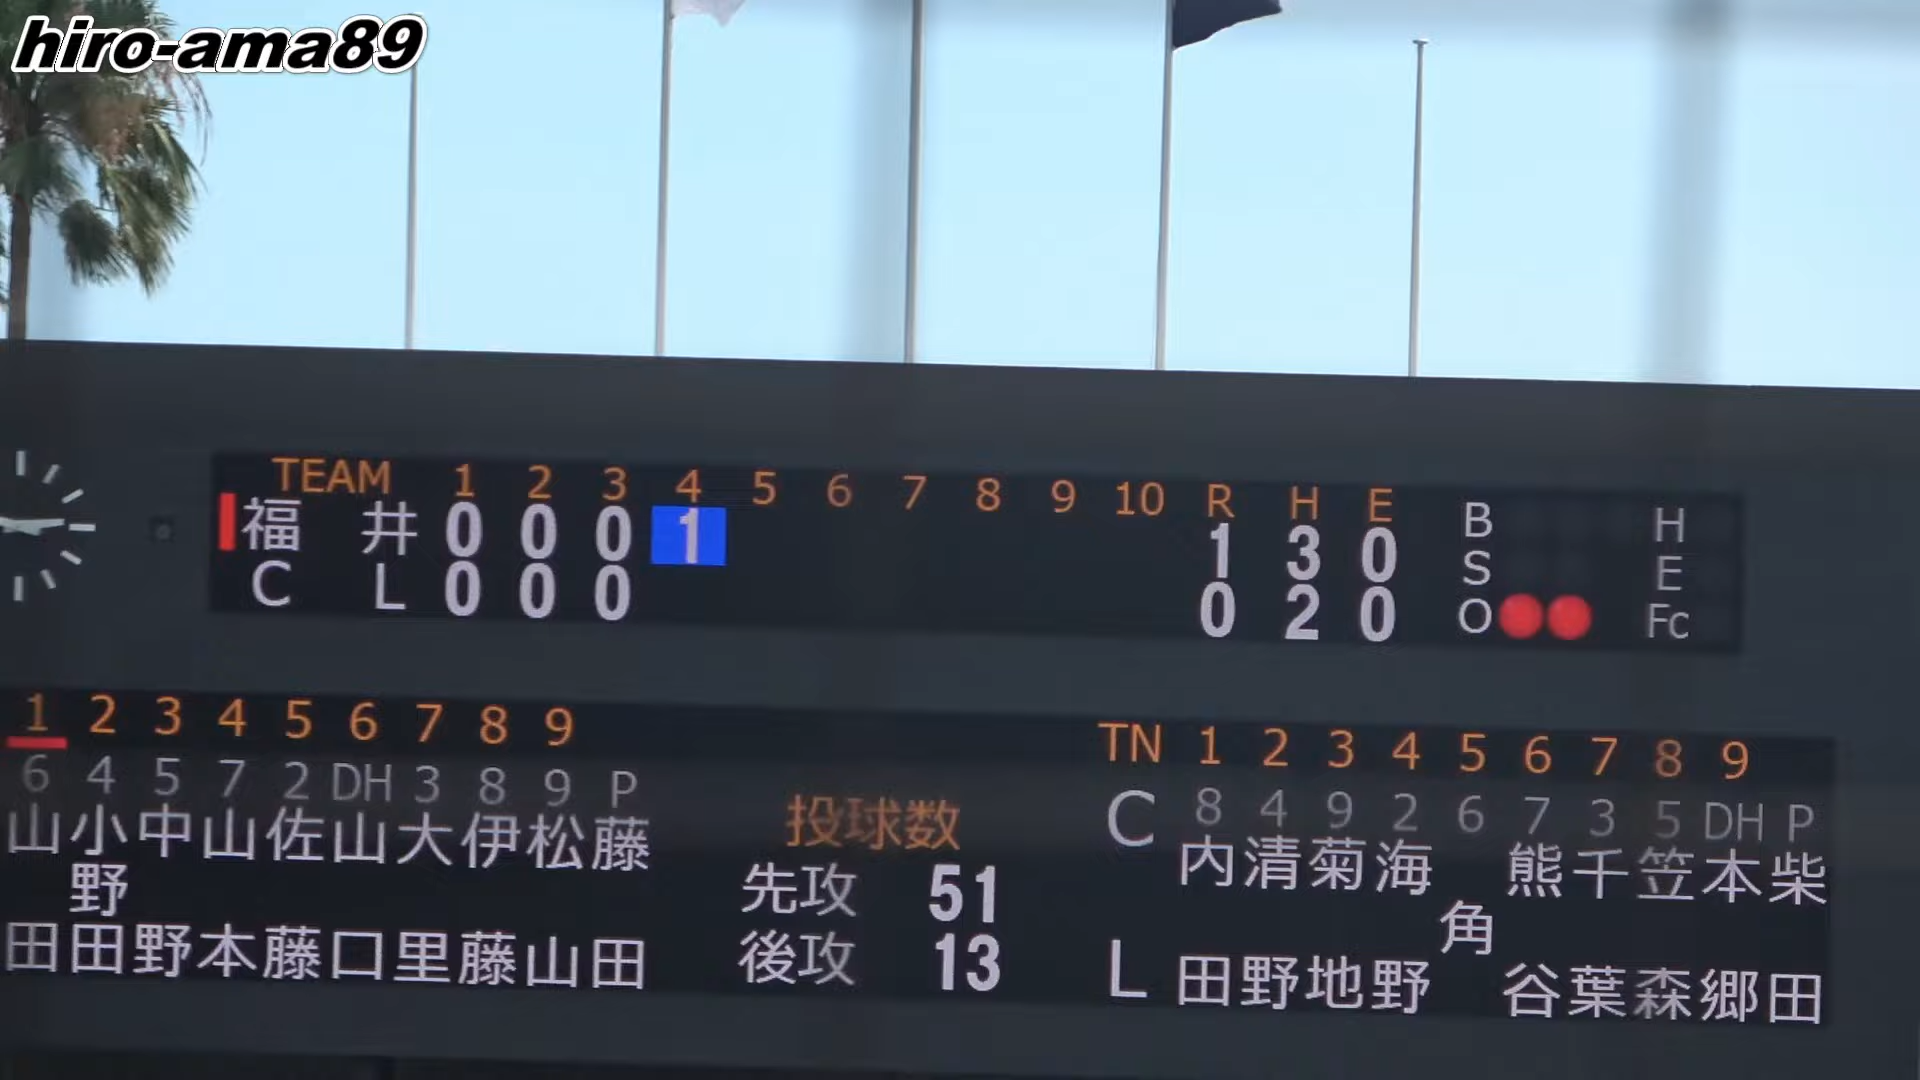 hiro-ama89
TEAM 1 2 3 4 5 6 7 8 9 10 R H E
福井 0 0 0 1 1 3 0 B H
S E
CL 0 0 0 0 2 0 O Fc
1 2 3 4 5 6 7 8 9
6 4 5 7 2 DH 3 8 9 P
山田 小野田 中野 山本 佐藤 山口 大里 伊藤 松山 藤田
投球数
先攻 51
後攻 13
TN 1 2 3 4 5 6 7 8 9
CL 8 4 9 2 6 7 3 5 DH P
内田 清野 菊地 海野 角 熊谷 千葉 笠森 本郷 柴田